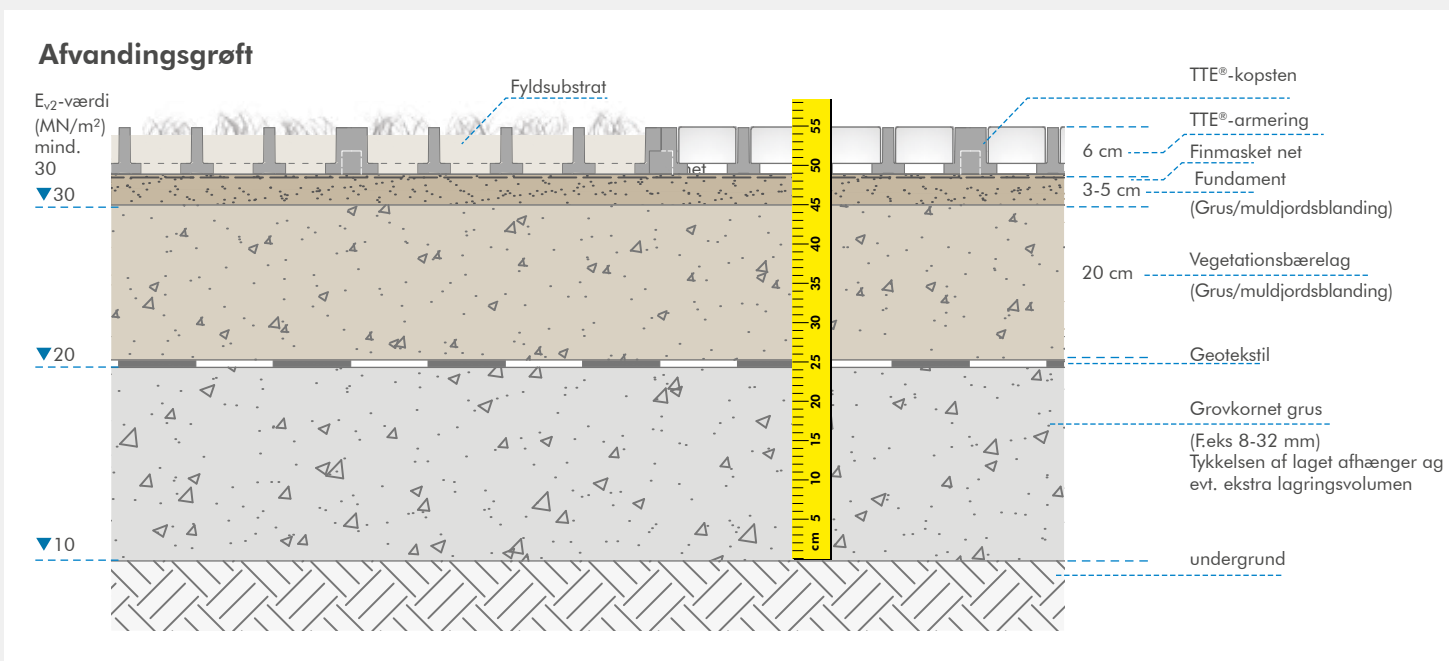 Afvandingsgrøft
Ev2-værdi
(MN/m²)
mind.
30
30
20
10
Fyldsubstrat
net
55
50
45
40
35
30
25
20
15
10
5
cm
6 cm
3-5 cm
20 cm
TTE®-kopsten
TTE®-armering
Finmasket net
Fundament
(Grus/muldjordsblanding)
Vegetationsbærelag
(Grus/muldjordsblanding)
Geotekstil
Grovkornet grus
(F.eks 8-32 mm)
Tykkelsen af laget afhænger ag
evt. ekstra lagringsvolumen
undergrund